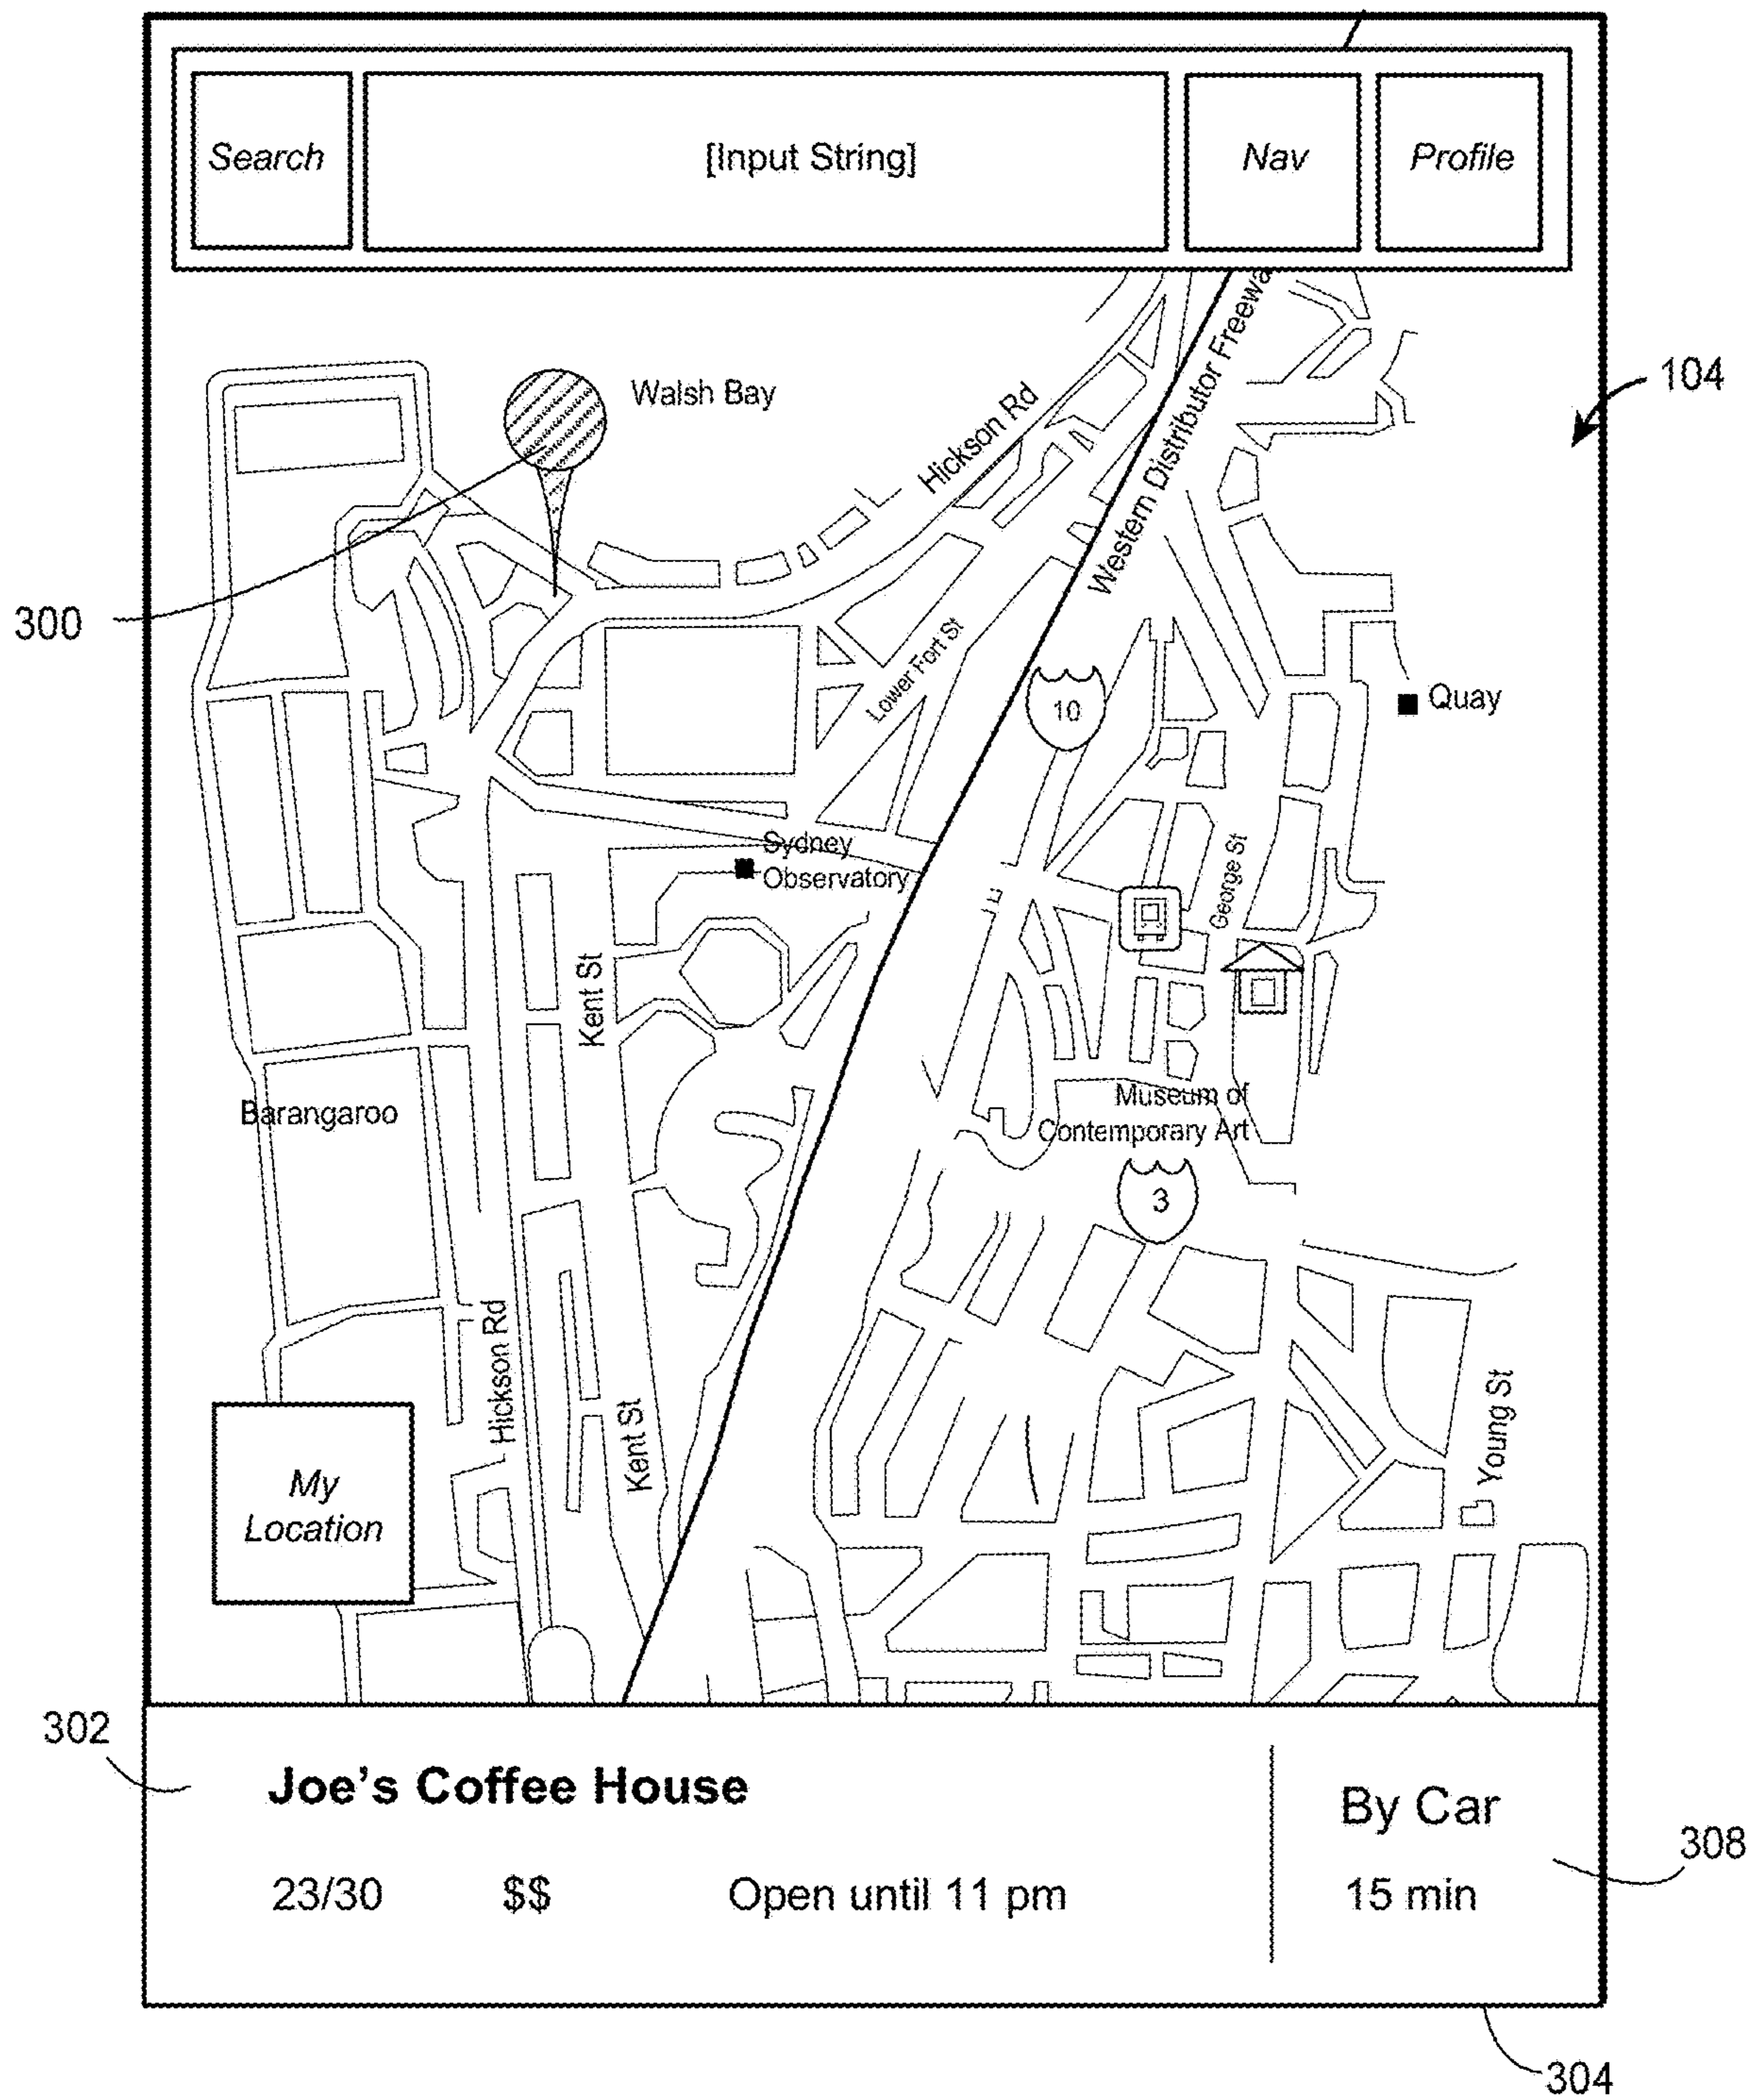 Search
[Input String]
Nav
Profile
104
Walsh Bay
Hickson Rd
Western Distributor Freewa
300
Lower Fort St
10
Quay
Sydney
Observatory
George St
Kent St
Museum of
Contemporary Art
Barangaroo
3
Hickson Rd
Kent St
Young St
My
Location
302
Joe's Coffee House
By Car
308
23/30
$$
Open until 11 pm
15 min
304